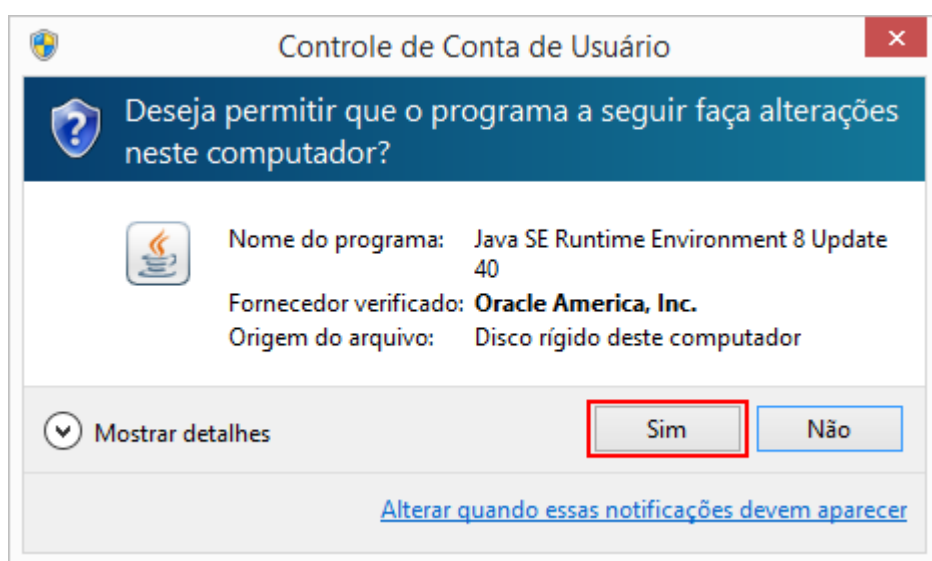 Controle de Conta de Usuário
Deseja permitir que o programa a seguir faça alterações
neste computador?
Nome do programa: Java SE Runtime Environment 8 Update
40
Fornecedor verificado: Oracle America, Inc.
Origem do arquivo: Disco rígido deste computador
Mostrar detalhes Sim Não
Alterar quando essas notificações devem aparecer